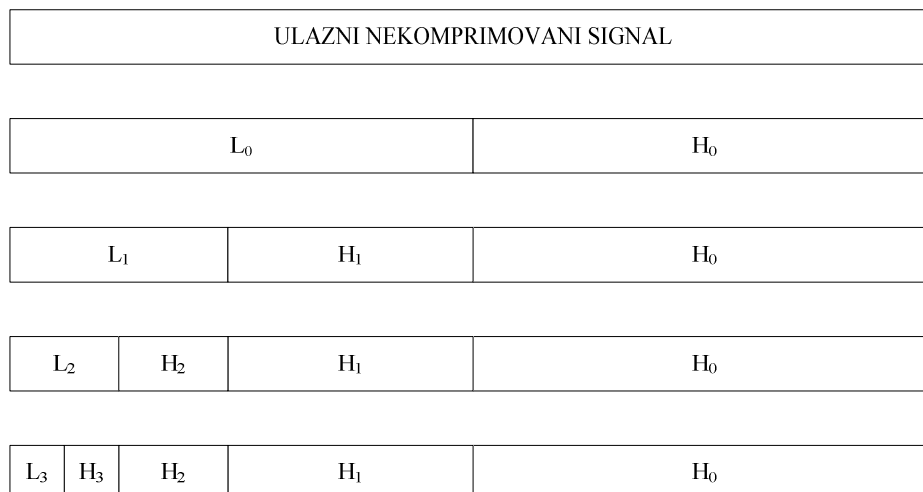 ULAZNI NEKOMPRIMOVANI SIGNAL
L₀ H₀
L₁ H₁ H₀
L₂ H₂ H₁ H₀
L₃ H₃ H₂ H₁ H₀